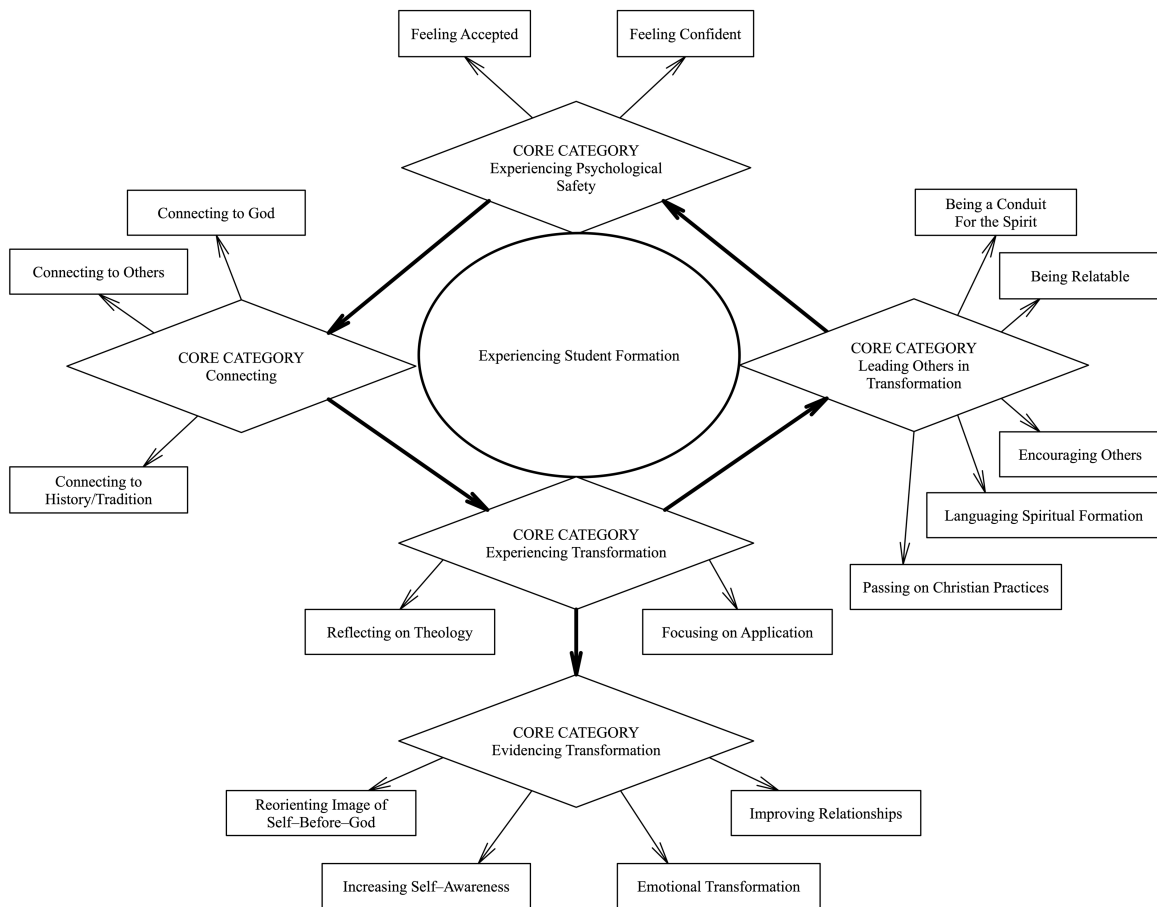 Feeling Accepted
Feeling Confident
CORE CATEGORY
Experiencing Psychological
Safety
Connecting to God
Connecting to Others
CORE CATEGORY
Connecting
Connecting to
History/Tradition
Experiencing Student Formation
Being a Conduit
For the Spirit
Being Relatable
CORE CATEGORY
Leading Others in
Transformation
Encouraging Others
Languaging Spiritual Formation
Passing on Christian Practices
CORE CATEGORY
Experiencing Transformation
Reflecting on Theology
Focusing on Application
CORE CATEGORY
Evidencing Transformation
Reorienting Image of
Self–Before–God
Improving Relationships
Increasing Self–Awareness
Emotional Transformation